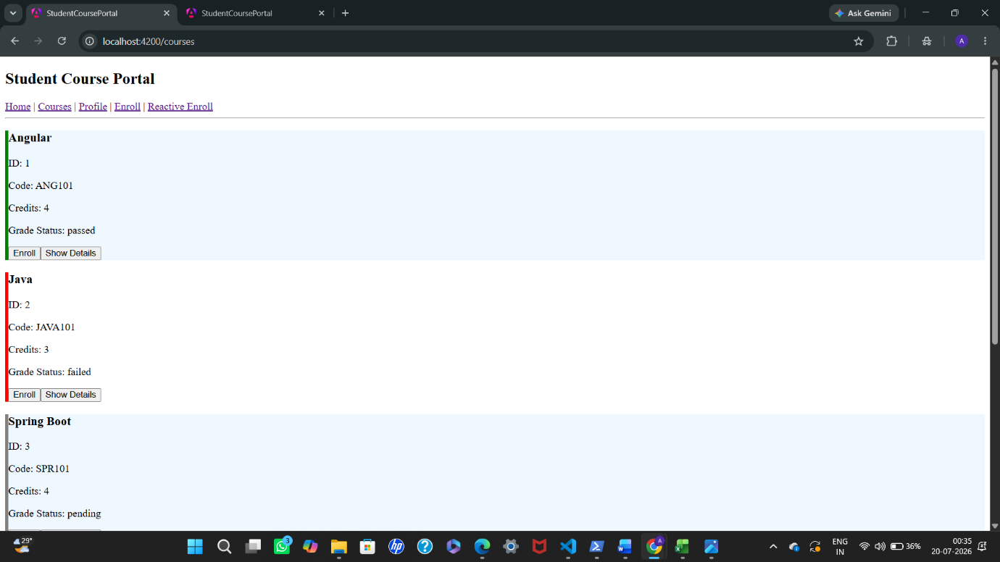 StudentCoursePortal
StudentCoursePortal
Ask Gemini
localhost:4200/courses
A
Student Course Portal
Home | Courses | Profile | Enroll | Reactive Enroll
Angular
ID: 1
Code: ANG101
Credits: 4
Grade Status: passed
Enroll Show Details
Java
ID: 2
Code: JAVA101
Credits: 3
Grade Status: failed
Enroll Show Details
Spring Boot
ID: 3
Code: SPR101
Credits: 4
Grade Status: pending
29°
3
hp
A
ENG
IN
36%
00:35
20-07-2026